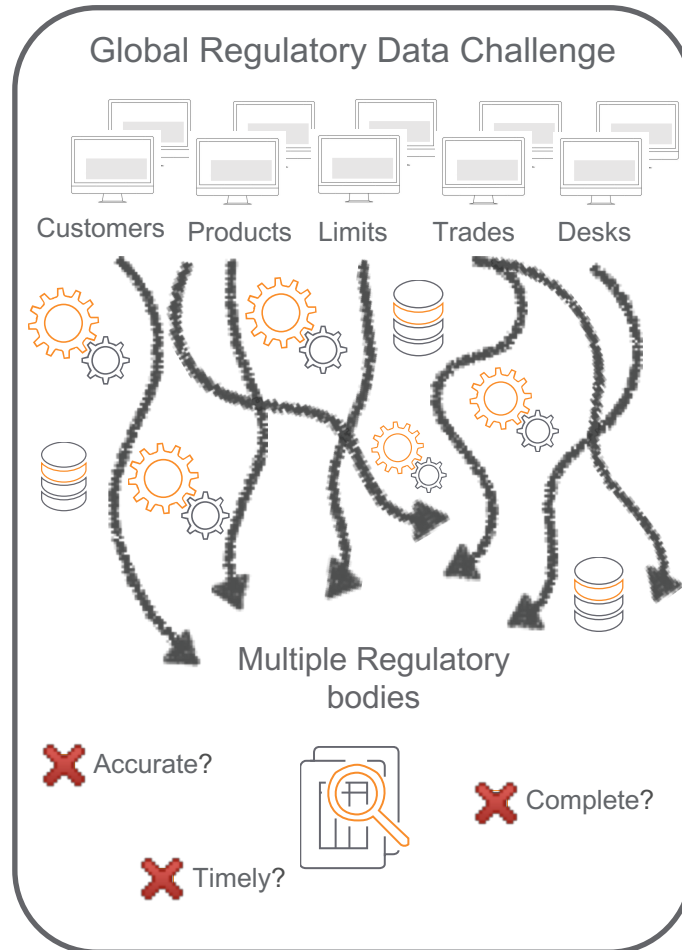 Global Regulatory Data Challenge
Customers Products Limits Trades Desks
Multiple Regulatory
bodies
Accurate?
Complete?
Timely?